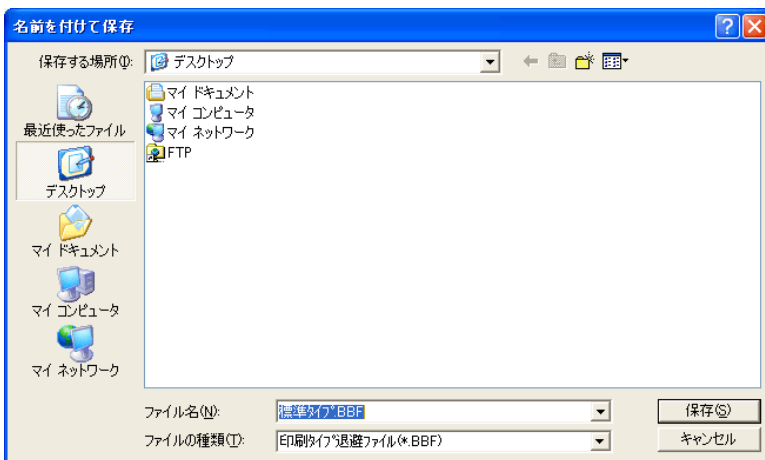 名前を付けて保存
保存する場所(I):
デスクトップ
最近使ったファイル
デスクトップ
マイ ドキュメント
マイ コンピュータ
マイ ネットワーク
マイ ドキュメント
マイ コンピュータ
マイ ネットワーク
FTP
ファイル名(N):
標準タイプ.BBF
保存(S)
ファイルの種類(T):
印刷タイプ退避ファイル(*.BBF)
キャンセル